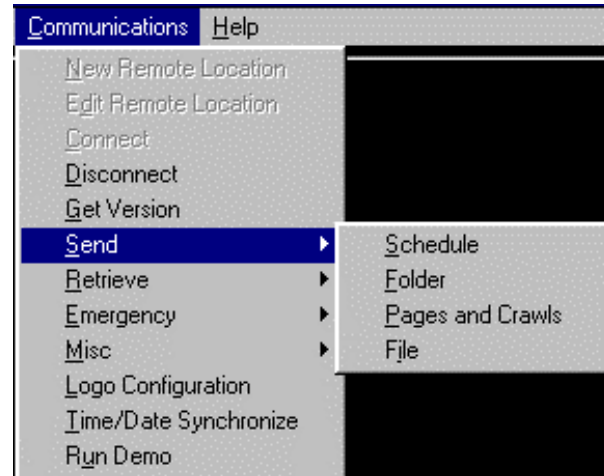 Communications Help
New Remote Location
Edit Remote Location
Connect
Disconnect
Get Version
Send
Schedule
Retrieve
Folder
Emergency
Pages and Crawls
Misc
File
Logo Configuration
Time/Date Synchronize
Run Demo